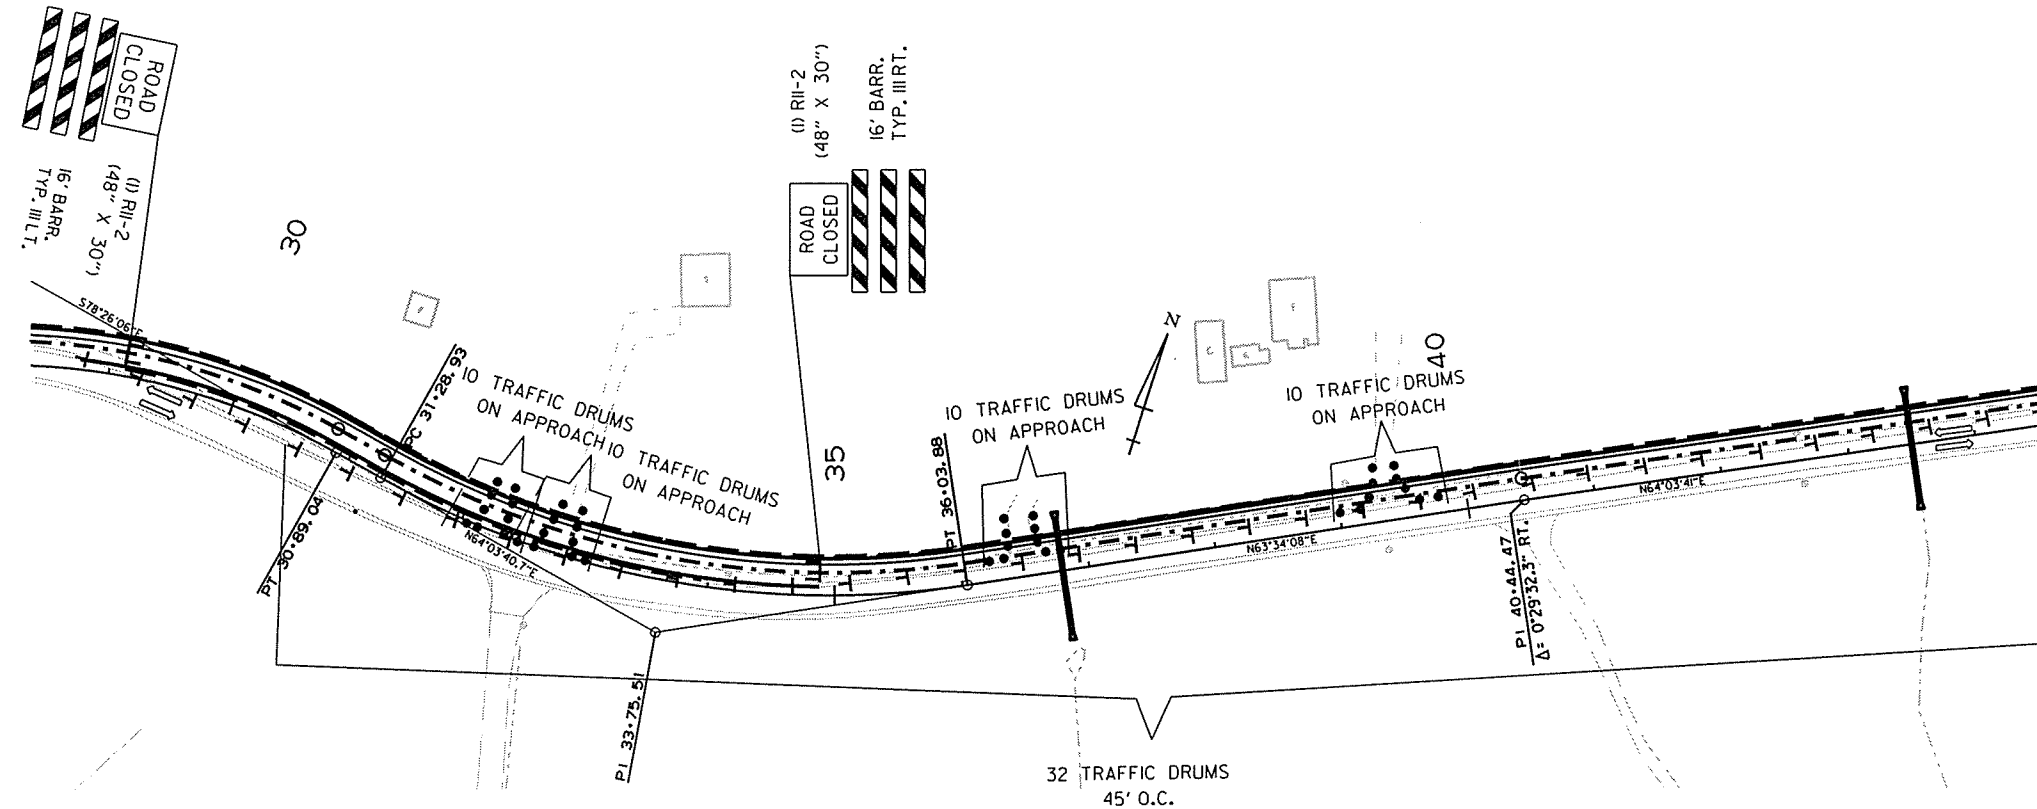 ROAD
CLOSED
(1) R11-2
(48" X 30")
16' BARR.
TYP. III LT.
S78°26'06"E
30
PT 30+89.04
PC 31+28.93
10 TRAFFIC DRUMS
ON APPROACH
10 TRAFFIC DRUMS
ON APPROACH
N64°03'40.7"E
PI 33+75.51
(1) R11-2
(48" X 30")
16' BARR.
TYP. III RT.
ROAD
CLOSED
35
PT 36+03.88
10 TRAFFIC DRUMS
ON APPROACH
N
10 TRAFFIC DRUMS
ON APPROACH
40
N63°34'08"E
PI 40+44.47
Δ= 0°29'32.3" RT.
N64°03'41"E
32 TRAFFIC DRUMS
45' O.C.